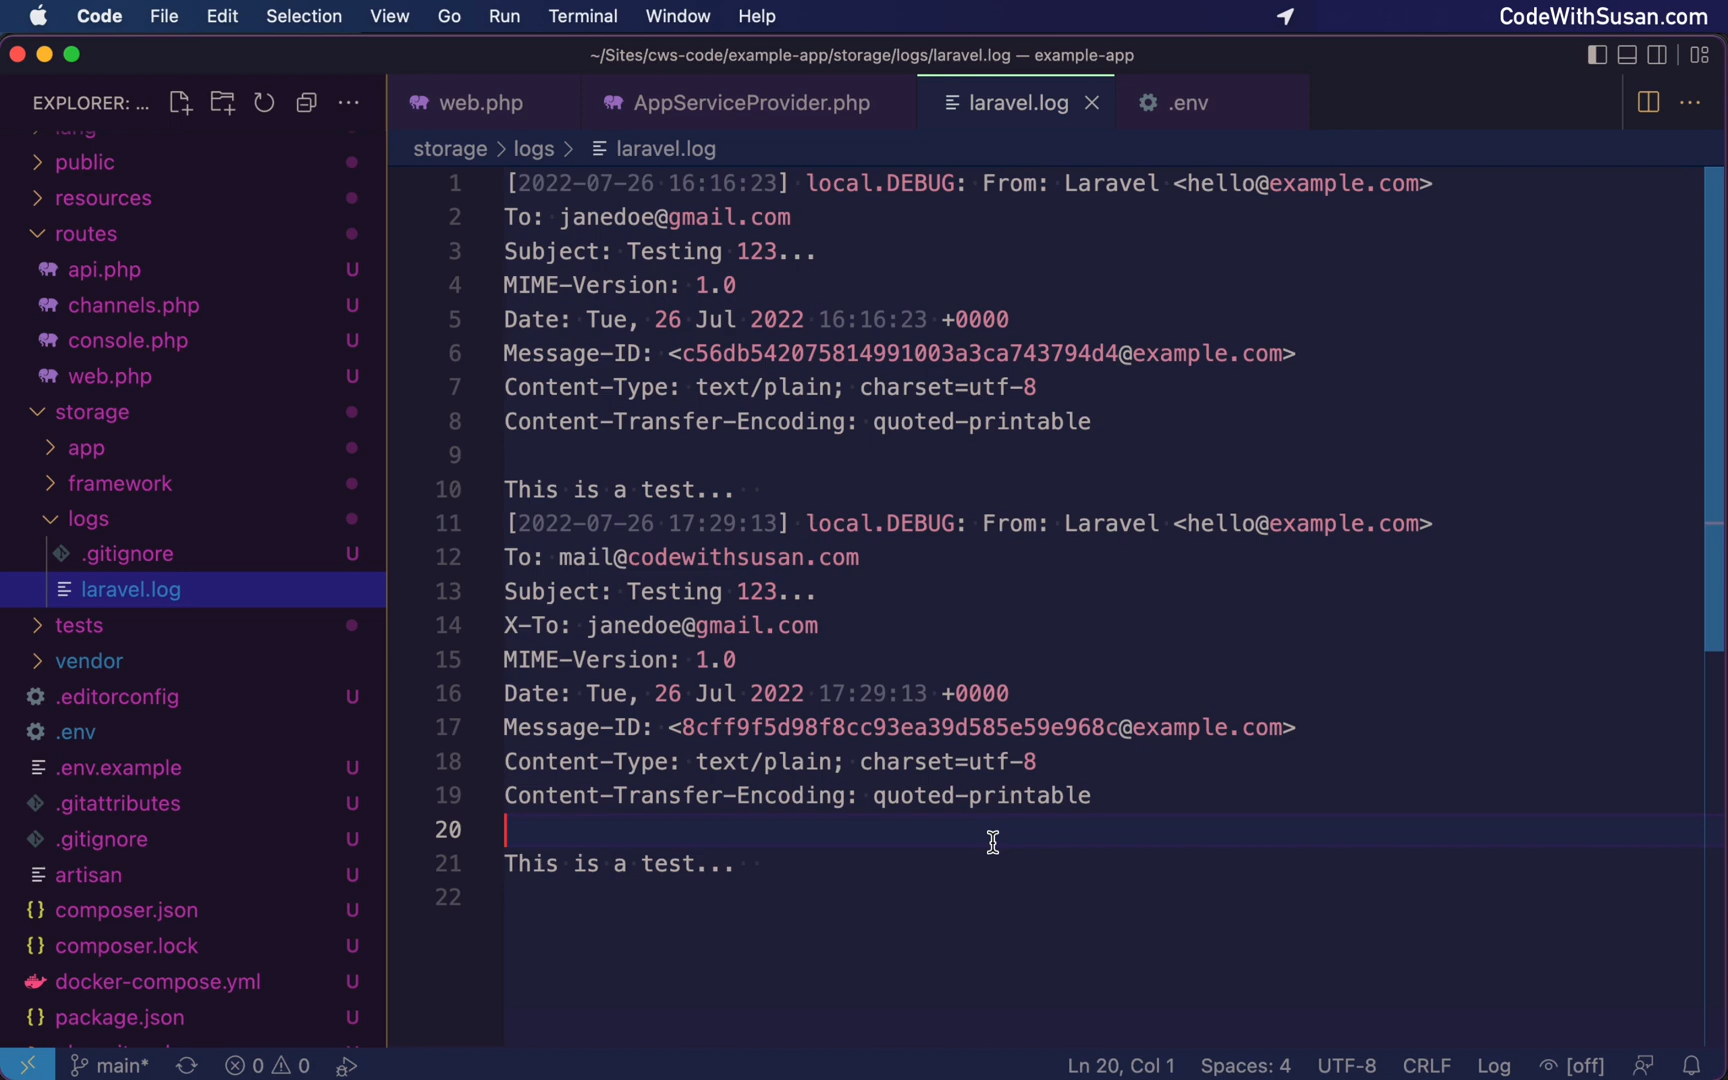 Code File Edit Selection View Go Run Terminal Window Help CodeWithSusan.com
~/Sites/cws-code/example-app/storage/logs/laravel.log — example-app
EXPLORER: ...
web.php AppServiceProvider.php laravel.log .env
storage > logs > laravel.log
lang
public
resources
routes
api.php U
channels.php U
console.php U
web.php U
storage
app
framework
logs
.gitignore U
laravel.log
tests
vendor
.editorconfig U
.env
.env.example U
.gitattributes U
.gitignore U
artisan U
composer.json U
composer.lock U
docker-compose.yml U
package.json U
1 [2022-07-26 16:16:23] local.DEBUG: From: Laravel <hello@example.com>
2 To: janedoe@gmail.com
3 Subject: Testing 123...
4 MIME-Version: 1.0
5 Date: Tue, 26 Jul 2022 16:16:23 +0000
6 Message-ID: <c56db542075814991003a3ca743794d4@example.com>
7 Content-Type: text/plain; charset=utf-8
8 Content-Transfer-Encoding: quoted-printable
9
10 This is a test...
11 [2022-07-26 17:29:13] local.DEBUG: From: Laravel <hello@example.com>
12 To: mail@codewithsusan.com
13 Subject: Testing 123...
14 X-To: janedoe@gmail.com
15 MIME-Version: 1.0
16 Date: Tue, 26 Jul 2022 17:29:13 +0000
17 Message-ID: <8cff9f5d98f8cc93ea39d585e59e968c@example.com>
18 Content-Type: text/plain; charset=utf-8
19 Content-Transfer-Encoding: quoted-printable
20
21 This is a test...
22
main* 0 0 Ln 20, Col 1 Spaces: 4 UTF-8 CRLF Log [off]